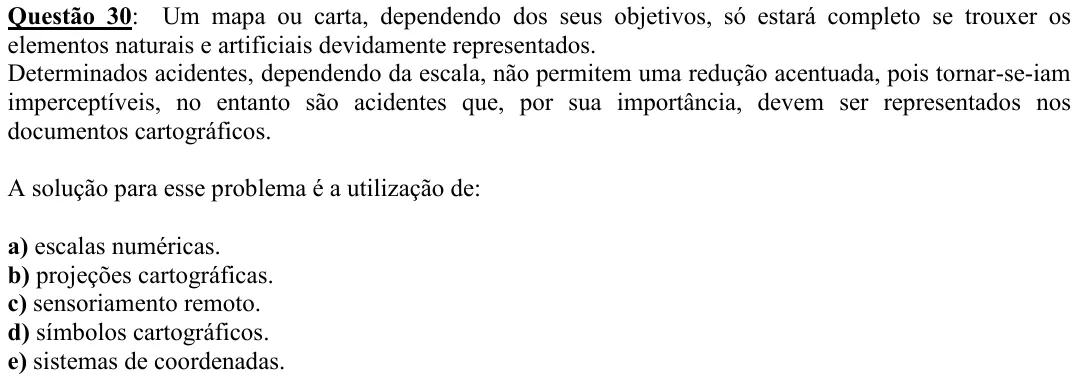 Questão 30: Um mapa ou carta, dependendo dos seus objetivos, só estará completo se trouxer os
elementos naturais e artificiais devidamente representados.
Determinados acidentes, dependendo da escala, não permitem uma redução acentuada, pois tornar-se-iam
imperceptíveis, no entanto são acidentes que, por sua importância, devem ser representados nos
documentos cartográficos.
A solução para esse problema é a utilização de:
a) escalas numéricas.
b) projeções cartográficas.
c) sensoriamento remoto.
d) símbolos cartográficos.
e) sistemas de coordenadas.